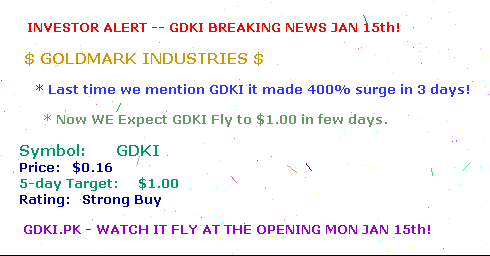 INVESTOR ALERT -- GDKI BREAKING NEWS JAN 15th!
$ GOLDMARK INDUSTRIES $
* Last time we mention GDKI it made 400% surge in 3 days!
* Now WE Expect GDKI Fly to $1.00 in few days.
Symbol: GDKI
Price: $0.16
5-day Target: $1.00
Rating: Strong Buy
GDKI.PK - WATCH IT FLY AT THE OPENING MON JAN 15th!